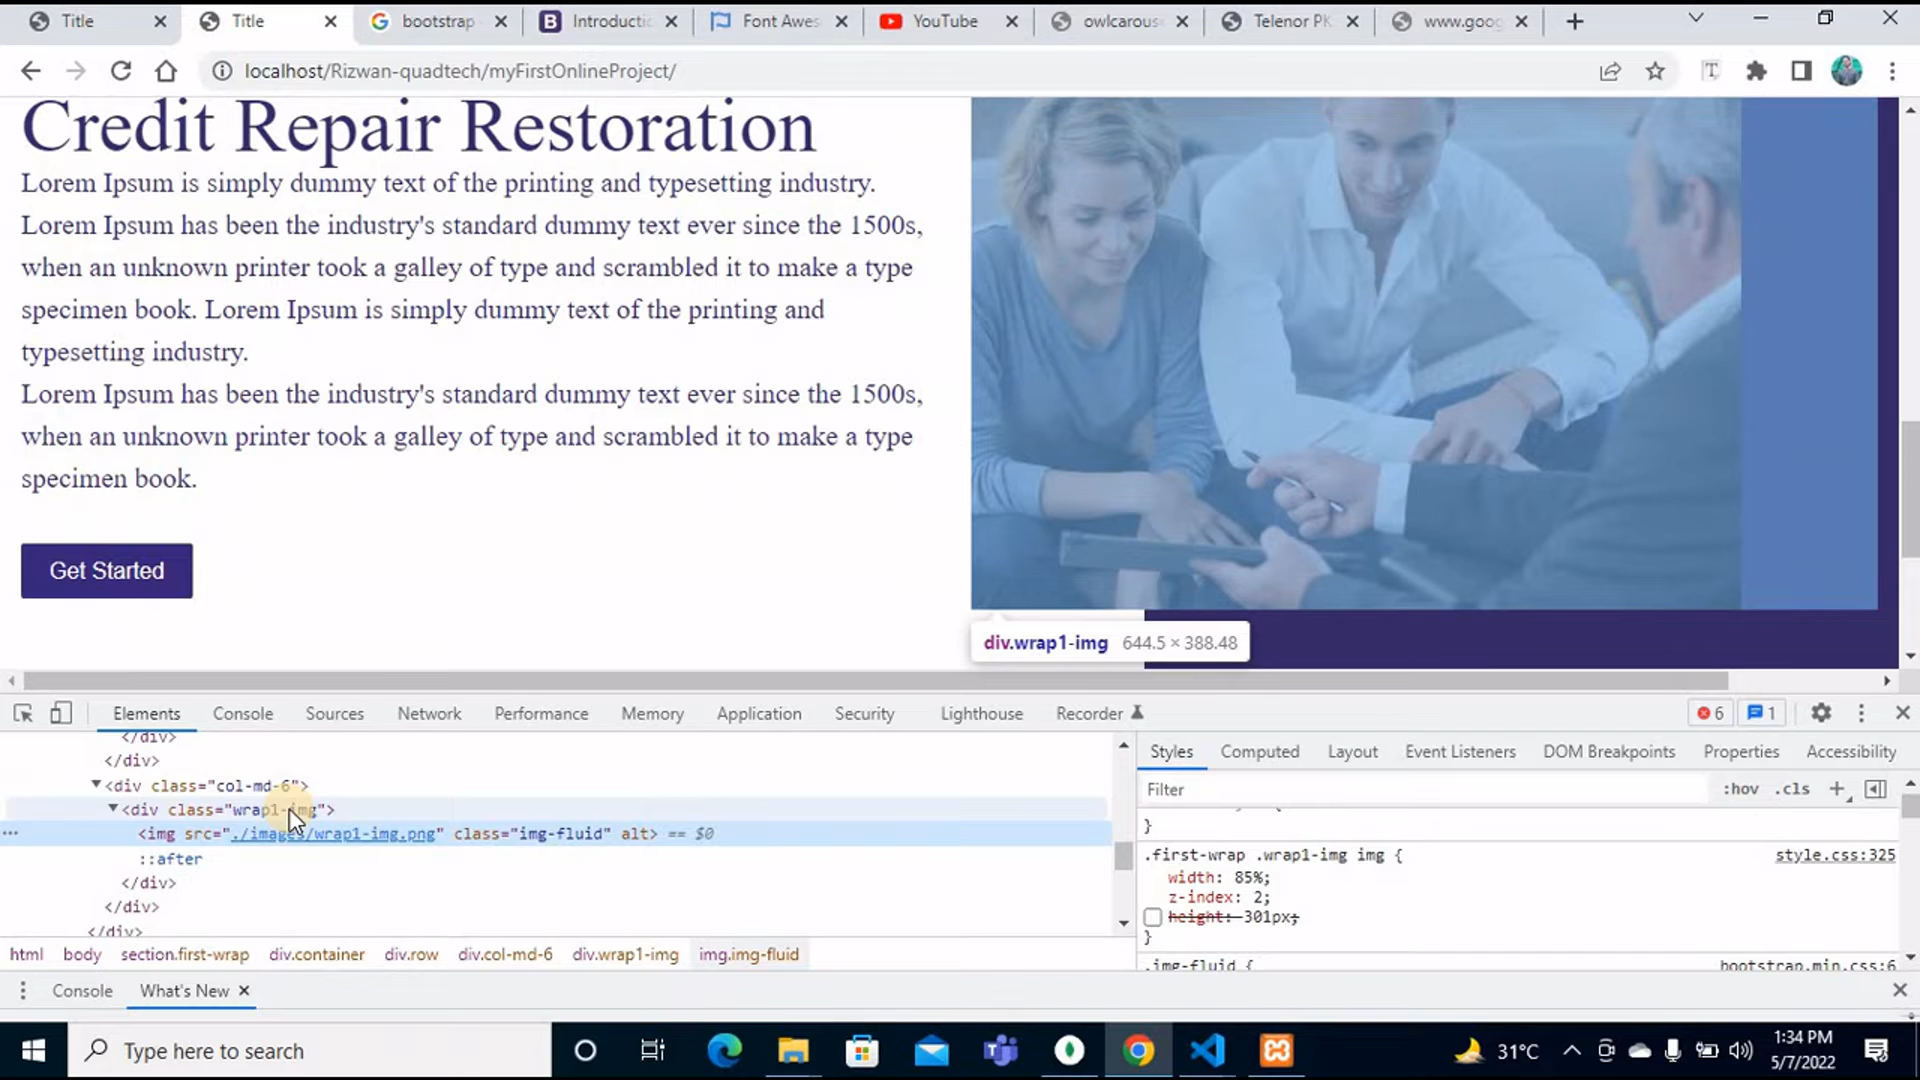 Title
Title
bootstrap
Introducti
Font Awes
YouTube
owlcarous
Telenor PK
www.goog
localhost/Rizwan-quadtech/myFirstOnlineProject/
Credit Repair Restoration
Lorem Ipsum is simply dummy text of the printing and typesetting industry.
Lorem Ipsum has been the industry's standard dummy text ever since the 1500s,
when an unknown printer took a galley of type and scrambled it to make a type
specimen book. Lorem Ipsum is simply dummy text of the printing and
typesetting industry.
Lorem Ipsum has been the industry's standard dummy text ever since the 1500s,
when an unknown printer took a galley of type and scrambled it to make a type
specimen book.
Get Started
div.wrap1-img 644.5 × 388.48
Elements Console Sources Network Performance Memory Application Security Lighthouse Recorder 6 1
</div>
</div>
<div class="col-md-6">
<div class="wrap1-img">
<img src="./images/wrap1-img.png" class="img-fluid" alt> == $0
::after
</div>
</div>
</div>
html body section.first-wrap div.container div.row div.col-md-6 div.wrap1-img img.img-fluid
Styles Computed Layout Event Listeners DOM Breakpoints Properties Accessibility
Filter :hov .cls
}
.first-wrap .wrap1-img img { style.css:325
width: 85%;
z-index: 2;
height: 301px;
}
.img-fluid { bootstrap.min.css:6
Console What's New
Type here to search
31°C
1:34 PM
5/7/2022